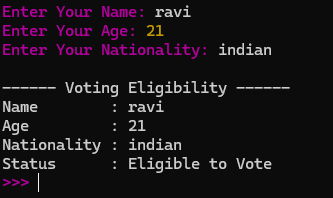 Enter Your Name: ravi
Enter Your Age: 21
Enter Your Nationality: indian
------ Voting Eligibility ------
Name        : ravi
Age         : 21
Nationality : indian
Status      : Eligible to Vote
>>>